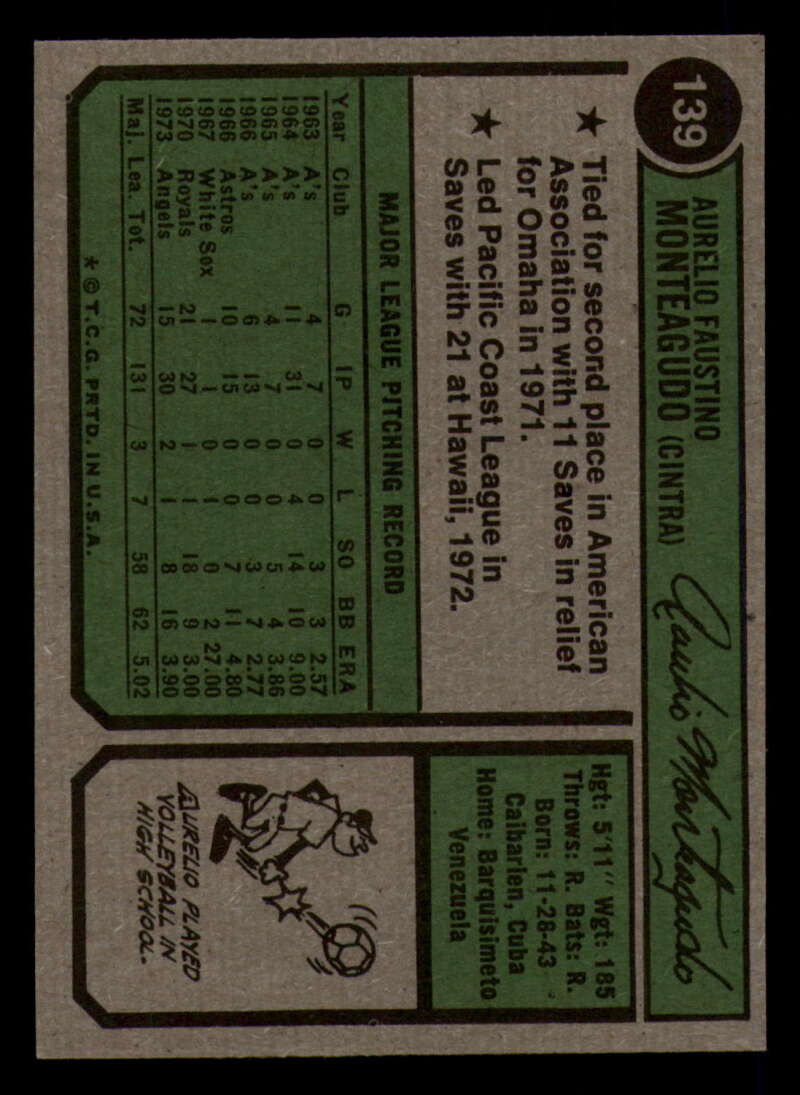 139
AURELIO FAUSTINO
MONTEAGUDO (CINTRA)
Aurelio Monteagudo
★ Tied for second place in American
Association with 11 Saves in relief
for Omaha in 1971.
★ Led Pacific Coast League in
Saves with 21 at Hawaii, 1972.
MAJOR LEAGUE PITCHING RECORD
Year Club G IP W L SO BB ERA
1963 A's 4 7 0 0 3 3 2.57
1964 A's 11 31 0 4 14 10 9.00
1965 A's 4 7 0 0 5 4 3.86
1966 A's 6 13 0 0 3 7 2.77
1966 Astros 10 15 0 0 7 11 4.80
1967 White Sox 1 1 0 1 0 2 27.00
1970 Royals 21 27 1 1 18 9 3.00
1973 Angels 15 30 2 1 8 16 3.90
Maj. Lea. Tot. 72 131 3 7 58 62 5.02
* © T.C.G. PRTD. IN U.S.A.
Hgt: 5'11" Wgt: 185
Throws: R. Bats: R.
Born: 11-28-43
Caibarien, Cuba
Home: Barquisimeto
Venezuela
AURELIO PLAYED
VOLLEYBALL IN
HIGH SCHOOL.